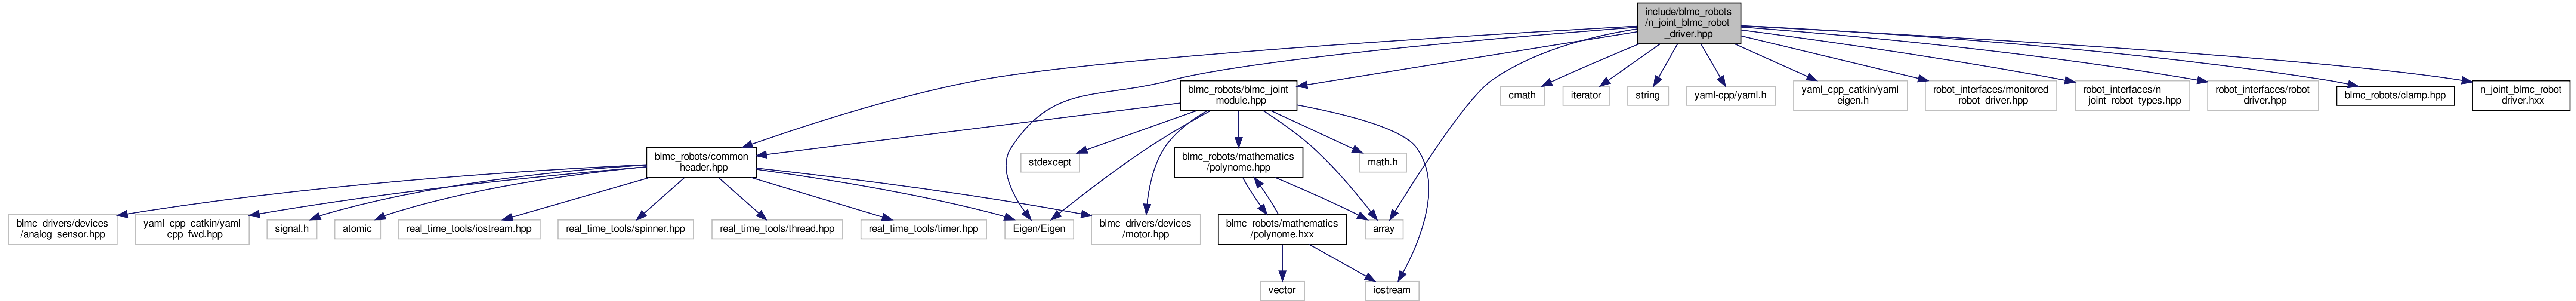 include/blmc_robots
/n_joint_blmc_robot
_driver.hpp
blmc_robots/blmc_joint
_module.hpp
cmath
iterator
string
yaml-cpp/yaml.h
yaml_cpp_catkin/yaml
_eigen.h
robot_interfaces/monitored
_robot_driver.hpp
robot_interfaces/n
_joint_robot_types.hpp
robot_interfaces/robot
_driver.hpp
blmc_robots/clamp.hpp
n_joint_blmc_robot
_driver.hxx
blmc_robots/common
_header.hpp
stdexcept
blmc_robots/mathematics
/polynome.hpp
math.h
blmc_drivers/devices
/analog_sensor.hpp
yaml_cpp_catkin/yaml
_cpp_fwd.hpp
signal.h
atomic
real_time_tools/iostream.hpp
real_time_tools/spinner.hpp
real_time_tools/thread.hpp
real_time_tools/timer.hpp
Eigen/Eigen
blmc_drivers/devices
/motor.hpp
blmc_robots/mathematics
/polynome.hxx
array
vector
iostream